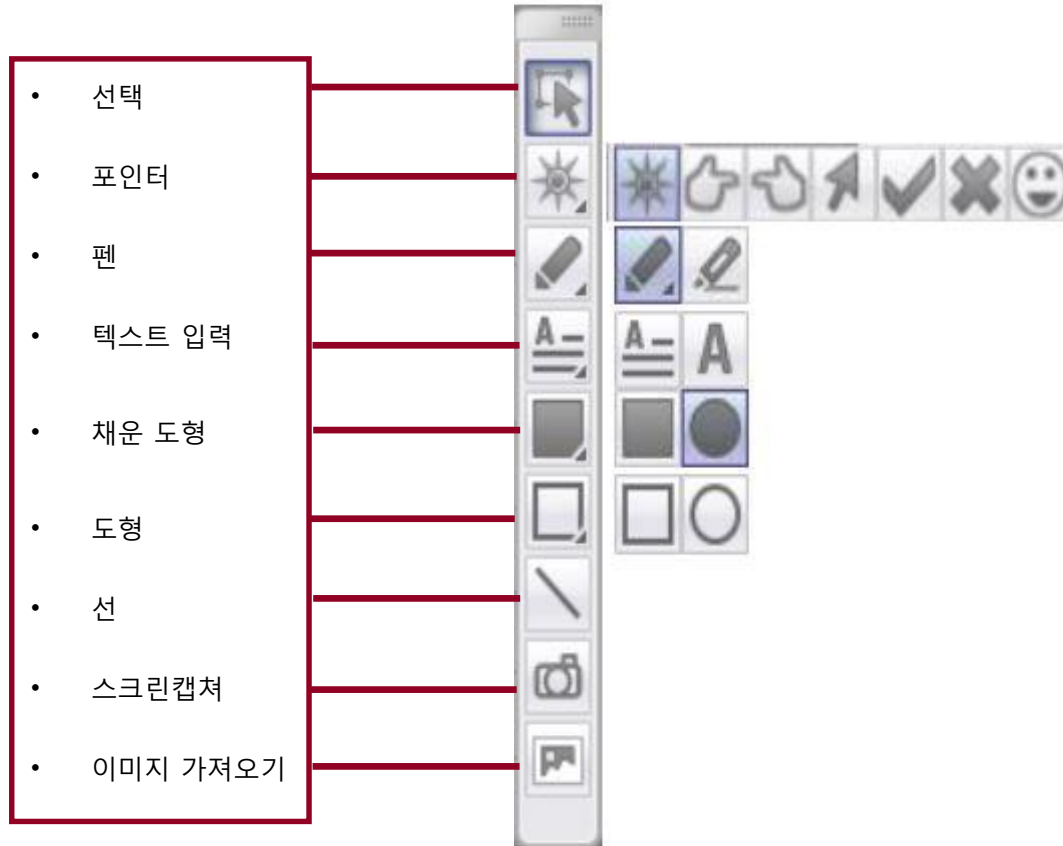 • 선택
• 포인터
• 펜
• 텍스트 입력
• 채운 도형
• 도형
• 선
• 스크린캡쳐
• 이미지 가져오기
A
A
A